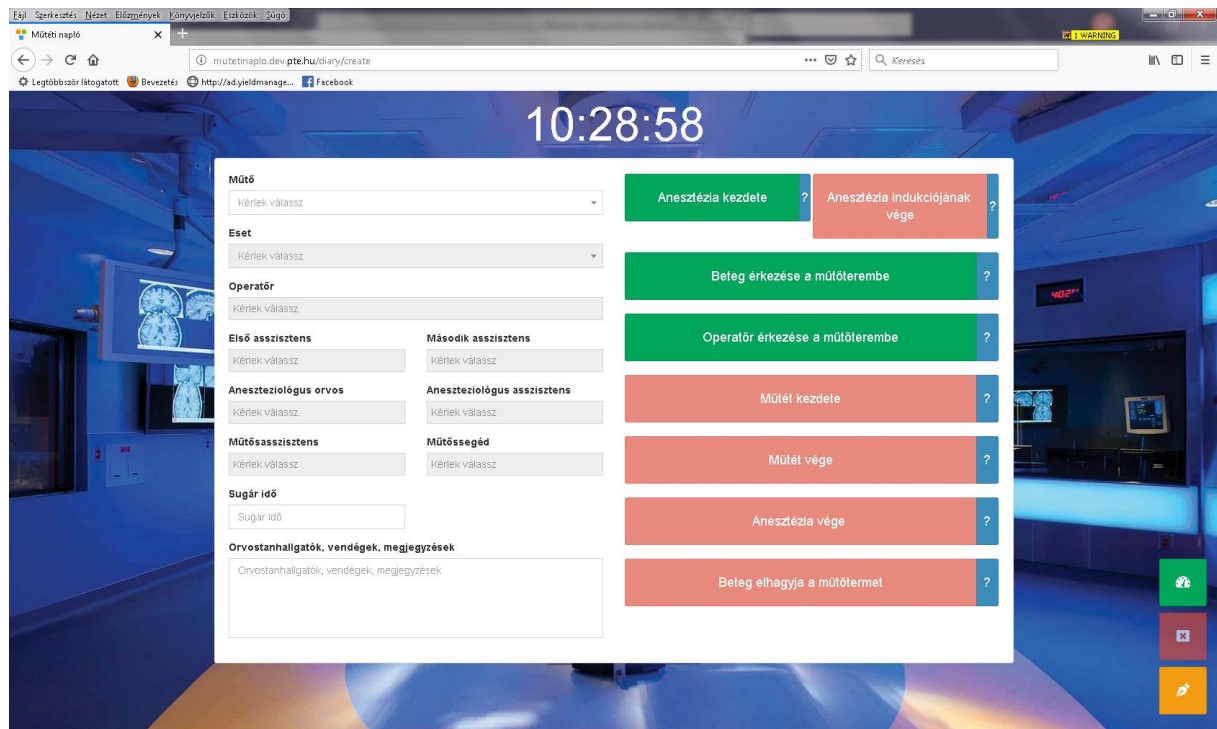 Fájl Szerkesztés Nézet Előzmények Könyvjelzők Eszközök Súgó
Műtéti napló
1 WARNING
mutetinaplo.dev.pte.hu/diary/create
Keresés
Legtöbbször látogatott Bevezetés http://ad.yieldmanage... Facebook
10:28:58
Műtő
Kérlek válassz
Eset
Kérlek válassz
Operatőr
Kérlek válassz
Első asszisztens Második asszisztens
Kérlek válassz Kérlek válassz
Aneszteziológus orvos Aneszteziológus asszisztens
Kérlek válassz Kérlek válassz
Műtősasszisztens Műtőssegéd
Kérlek válassz Kérlek válassz
Sugár idő
Sugár idő
Orvostanhallgatók, vendégek, megjegyzések
Orvostanhallgatók, vendégek, megjegyzések
Anesztézia kezdete ?
Anesztézia indukciójának
vége ?
Beteg érkezése a műtőterembe ?
Operatőr érkezése a műtőterembe ?
Műtét kezdete ?
Műtét vége ?
Anesztézia vége ?
Beteg elhagyja a műtőtermet ?